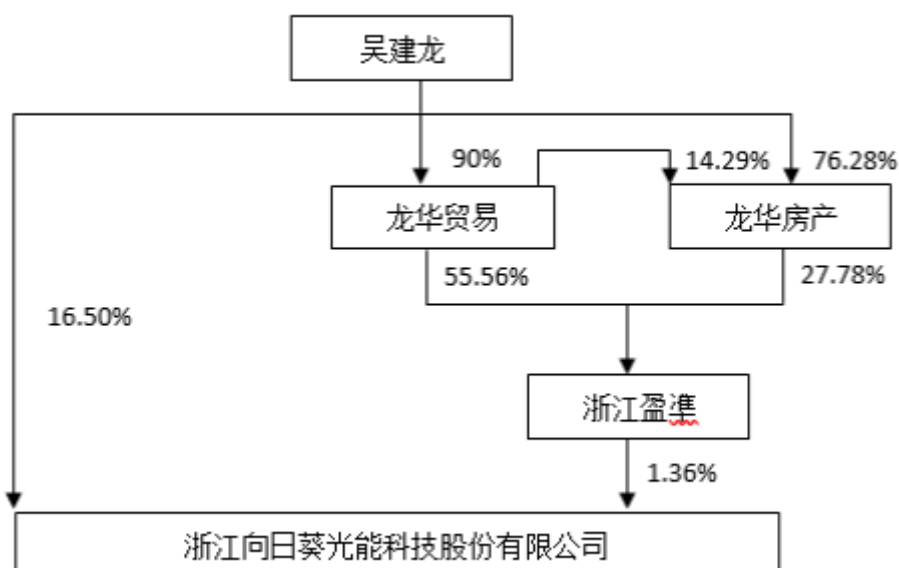 吴建龙
90%
14.29%
76.28%
龙华贸易
龙华房产
55.56%
27.78%
16.50%
浙江盈準
1.36%
浙江向日葵光能科技股份有限公司